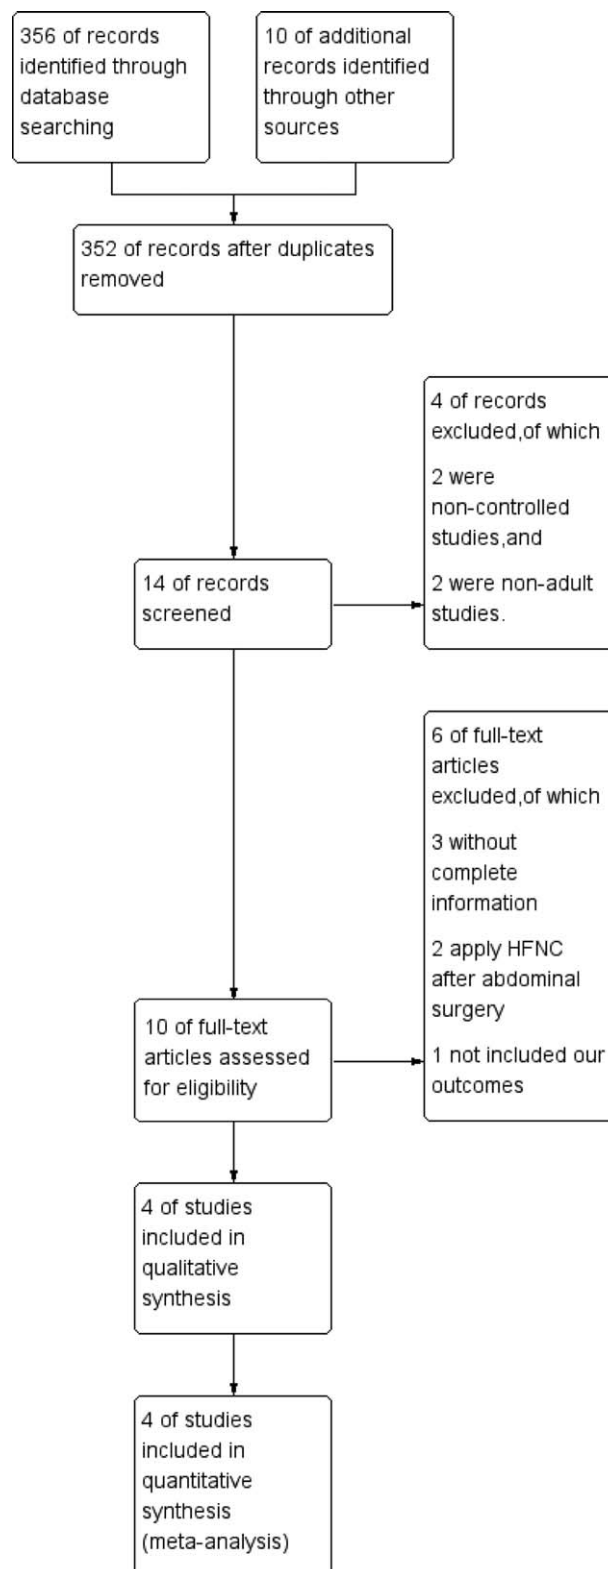 356 of records
identified through
database
searching
10 of additional
records identified
through other
sources
352 of records after duplicates
removed
4 of records
excluded,of which
2 were
non-controlled
studies,and
2 were non-adult
studies.
14 of records
screened
6 of full-text
articles
excluded,of which
3 without
complete
information
2 apply HFNC
after abdominal
surgery
1 not included our
outcomes
10 of full-text
articles assessed
for eligibility
4 of studies
included in
qualitative
synthesis
4 of studies
included in
quantitative
synthesis
(meta-analysis)